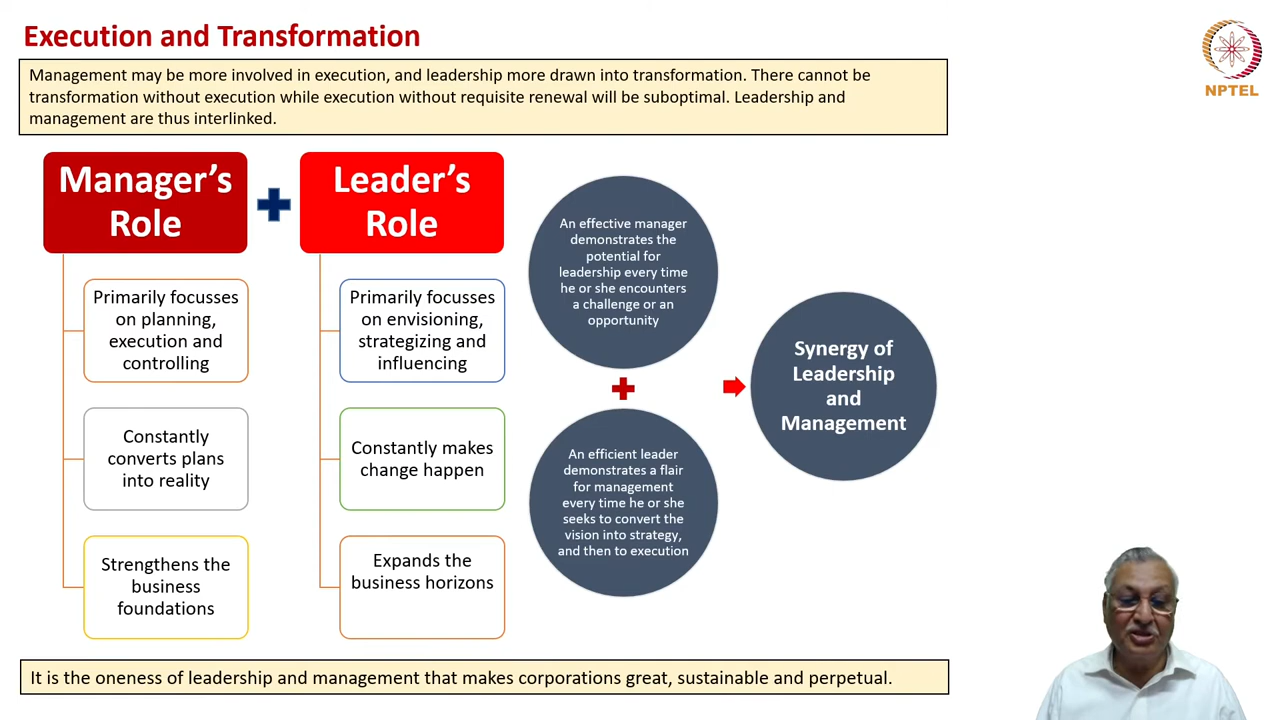 Execution and Transformation
NPTEL
Management may be more involved in execution, and leadership more drawn into transformation. There cannot be
transformation without execution while execution without requisite renewal will be suboptimal. Leadership and
management are thus interlinked.
Manager's
Role
Primarily focusses
on planning,
execution and
controlling
Constantly
converts plans
into reality
Strengthens the
business
foundations
Leader's
Role
Primarily focusses
on envisioning,
strategizing and
influencing
Constantly makes
change happen
Expands the
business horizons
An effective manager
demonstrates the
potential for
leadership every time
he or she encounters
a challenge or an
opportunity
An efficient leader
demonstrates a flair
for management
every time he or she
seeks to convert the
vision into strategy,
and then to execution
Synergy of
Leadership
and
Management
It is the oneness of leadership and management that makes corporations great, sustainable and perpetual.